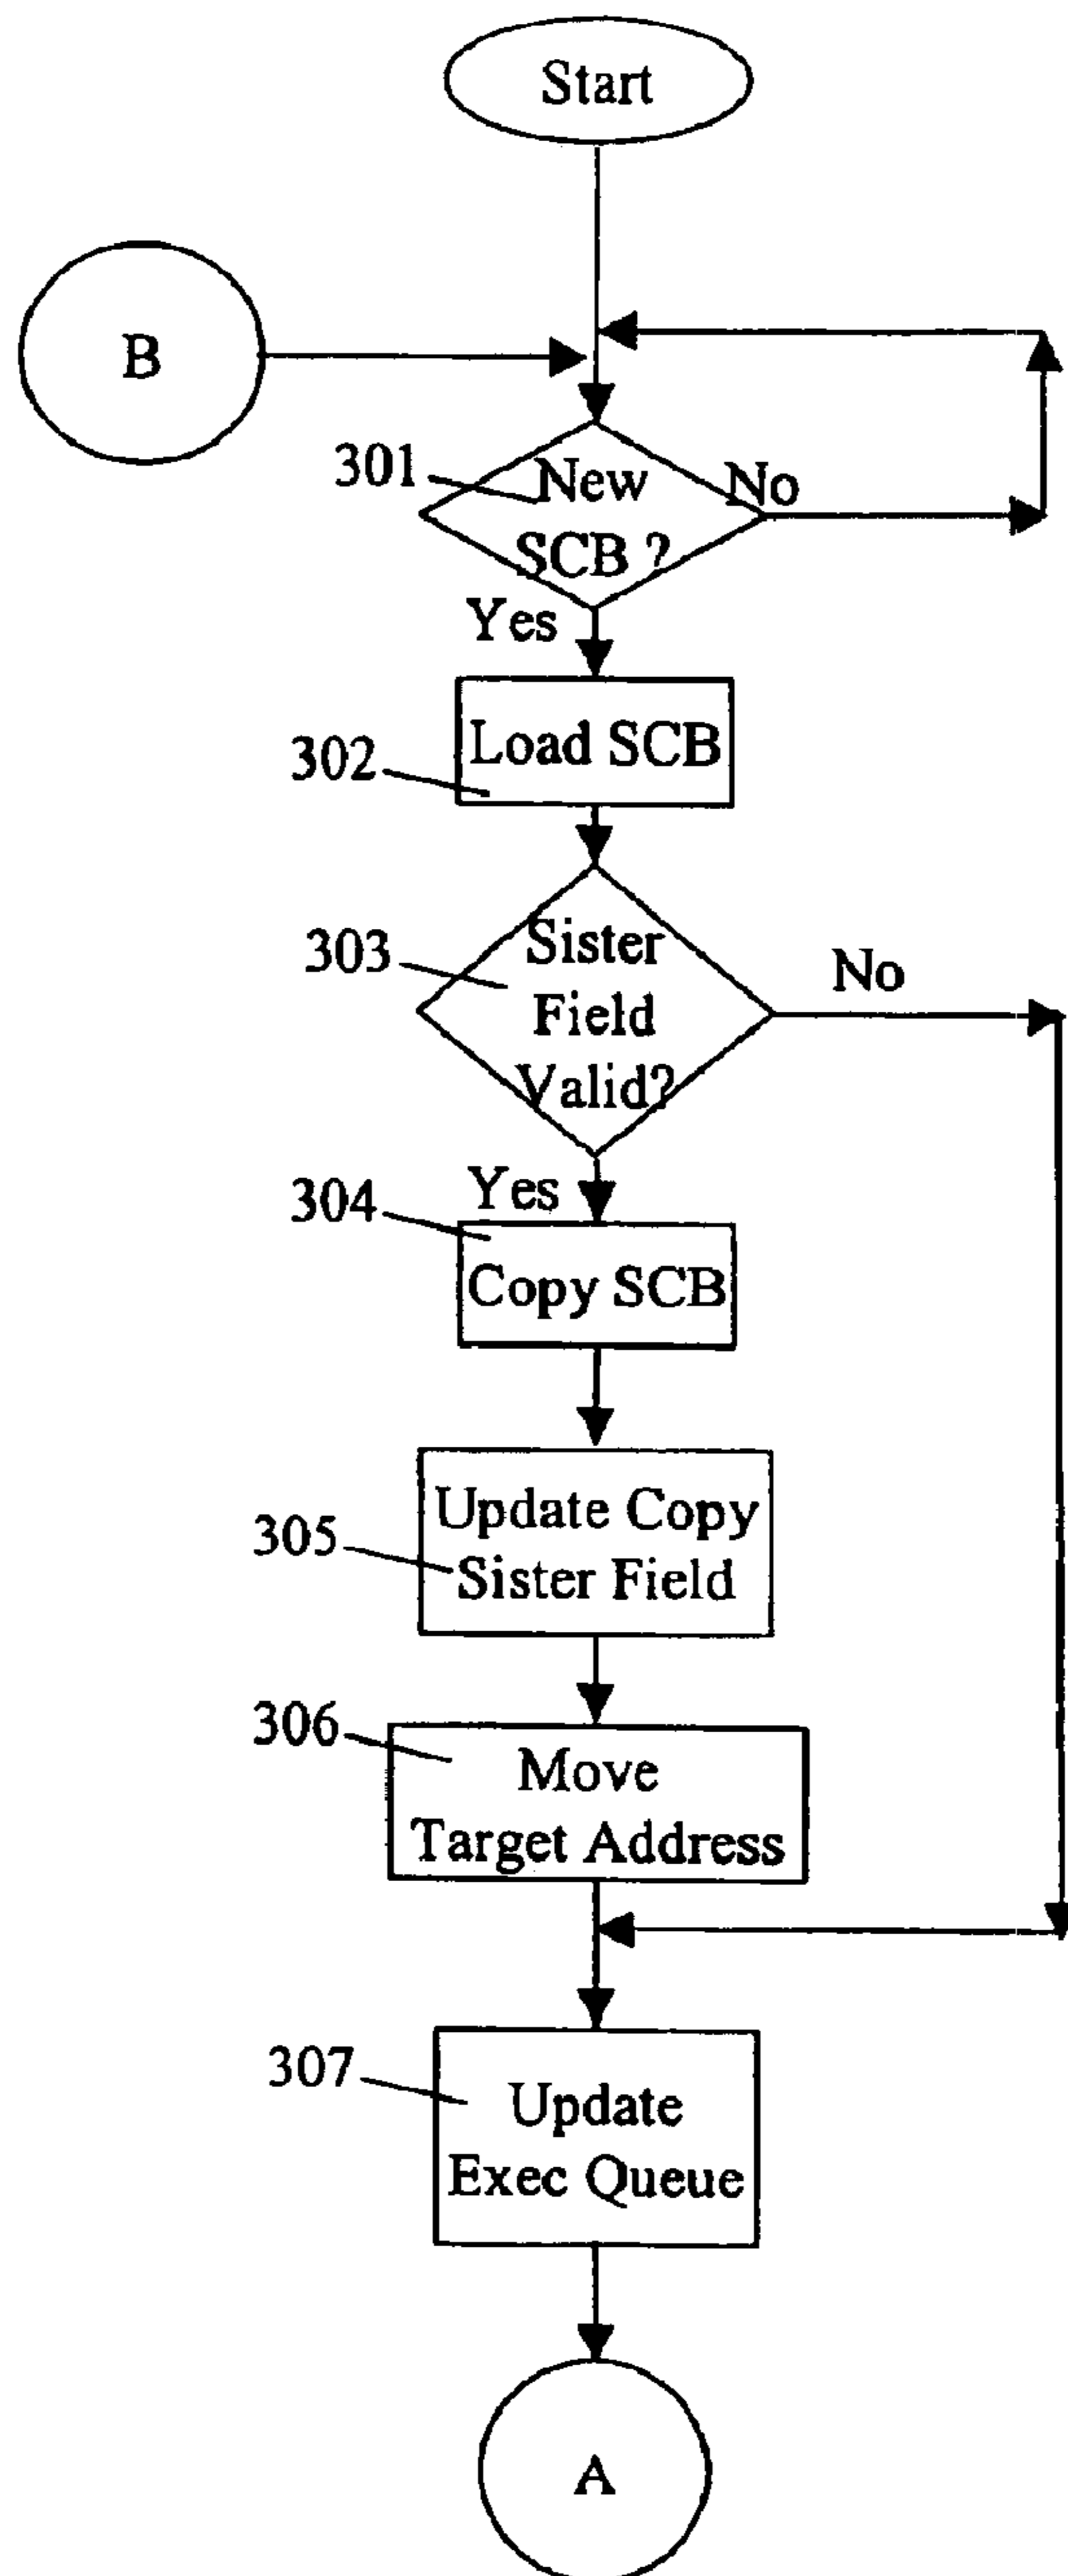 Start
B
301
New
SCB ?
No
Yes
302
Load SCB
303
Sister
Field
Valid?
No
Yes
304
Copy SCB
305
Update Copy
Sister Field
306
Move
Target Address
307
Update
Exec Queue
A